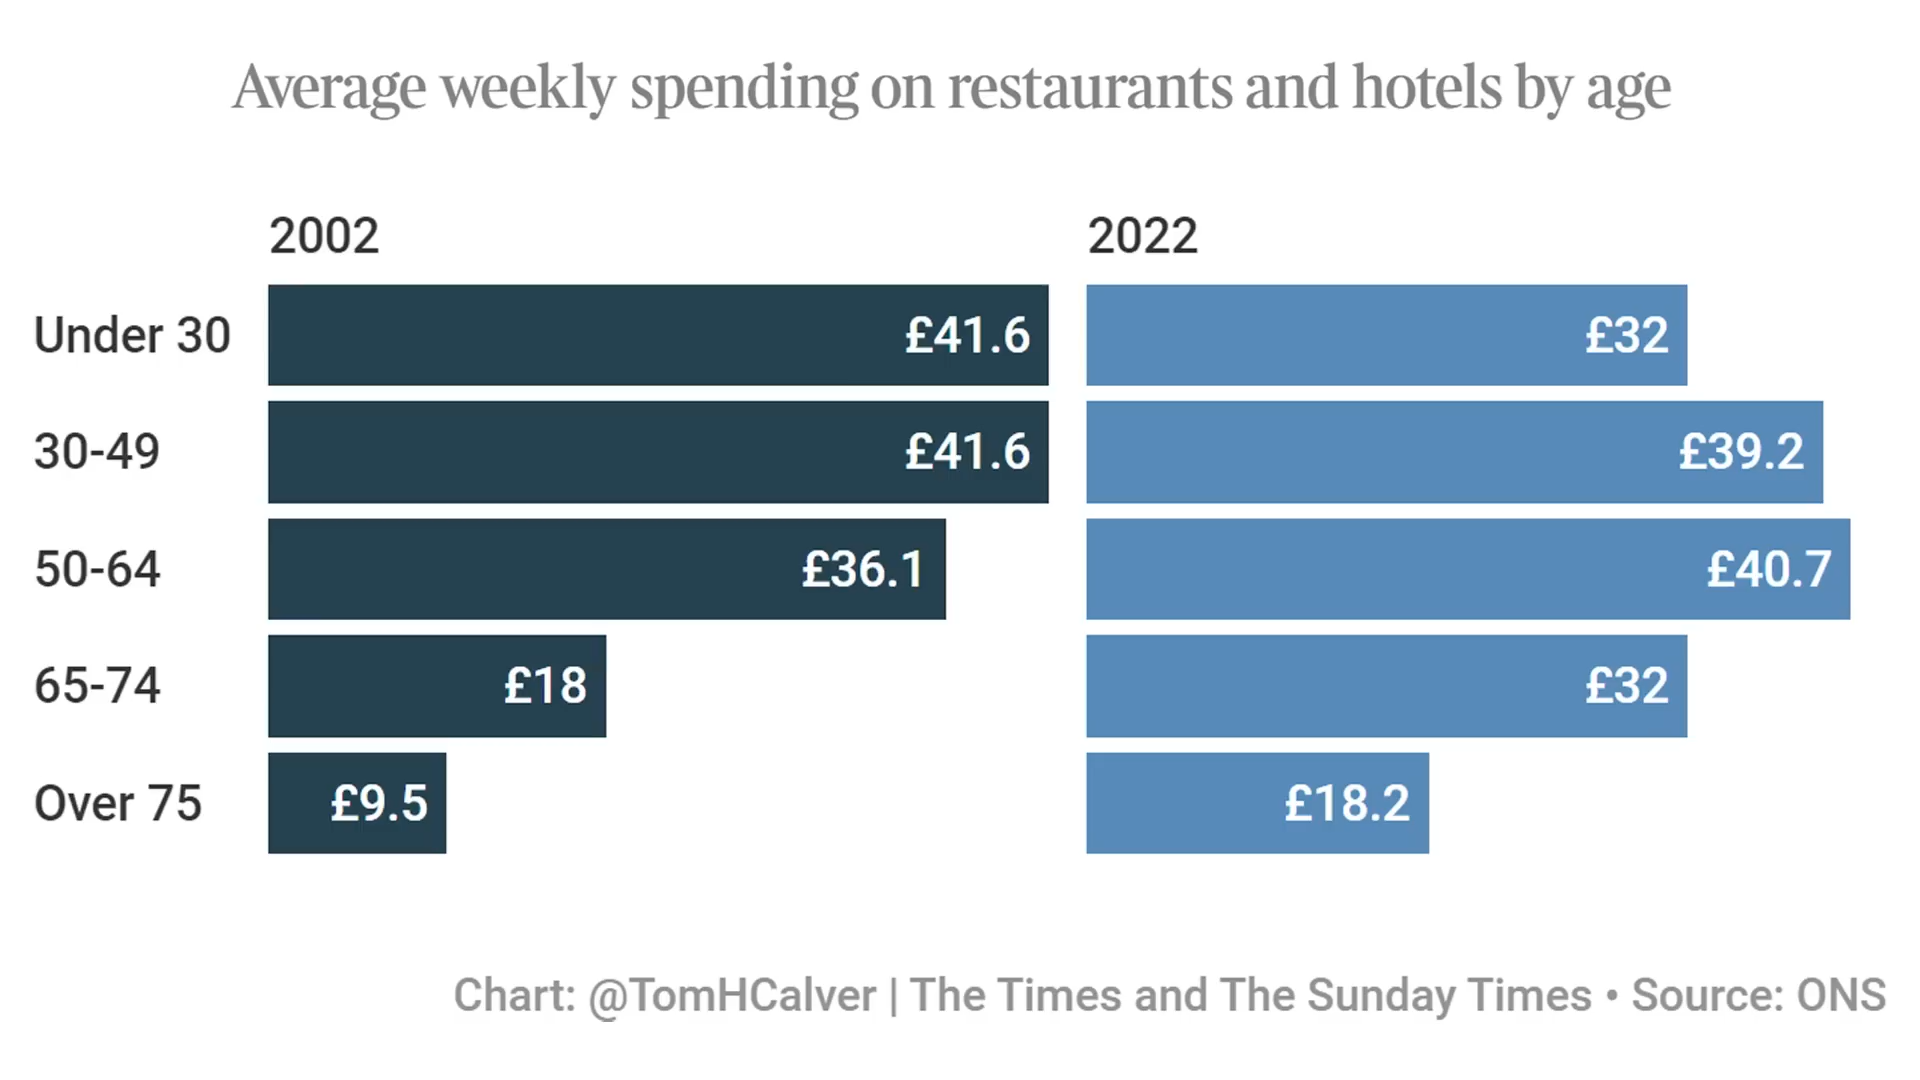 Average weekly spending on restaurants and hotels by age
2002 2022
Under 30 £41.6 £32
30-49 £41.6 £39.2
50-64 £36.1 £40.7
65-74 £18 £32
Over 75 £9.5 £18.2
Chart: @TomHCalver | The Times and The Sunday Times • Source: ONS